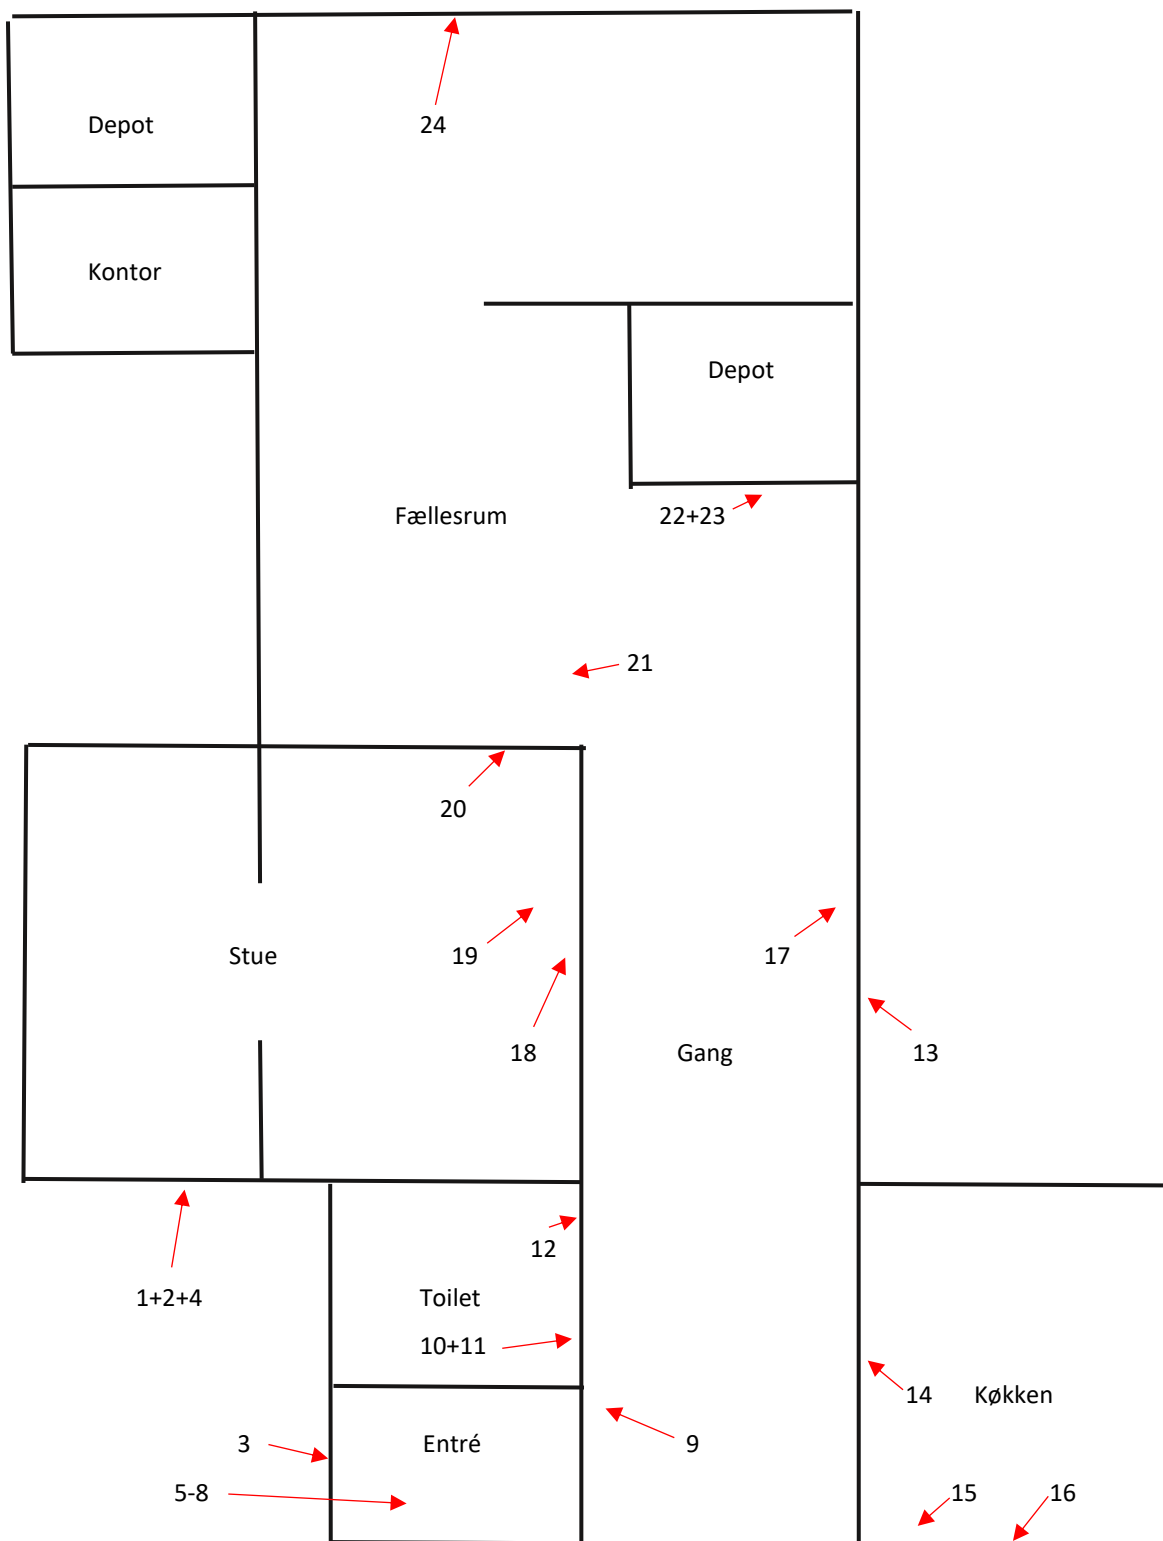 Depot
24
Kontor
Depot
Fællesrum
22+23
21
20
Stue
19
17
18
Gang
13
12
1+2+4
Toilet
10+11
14
Køkken
3
Entré
9
5-8
15
16